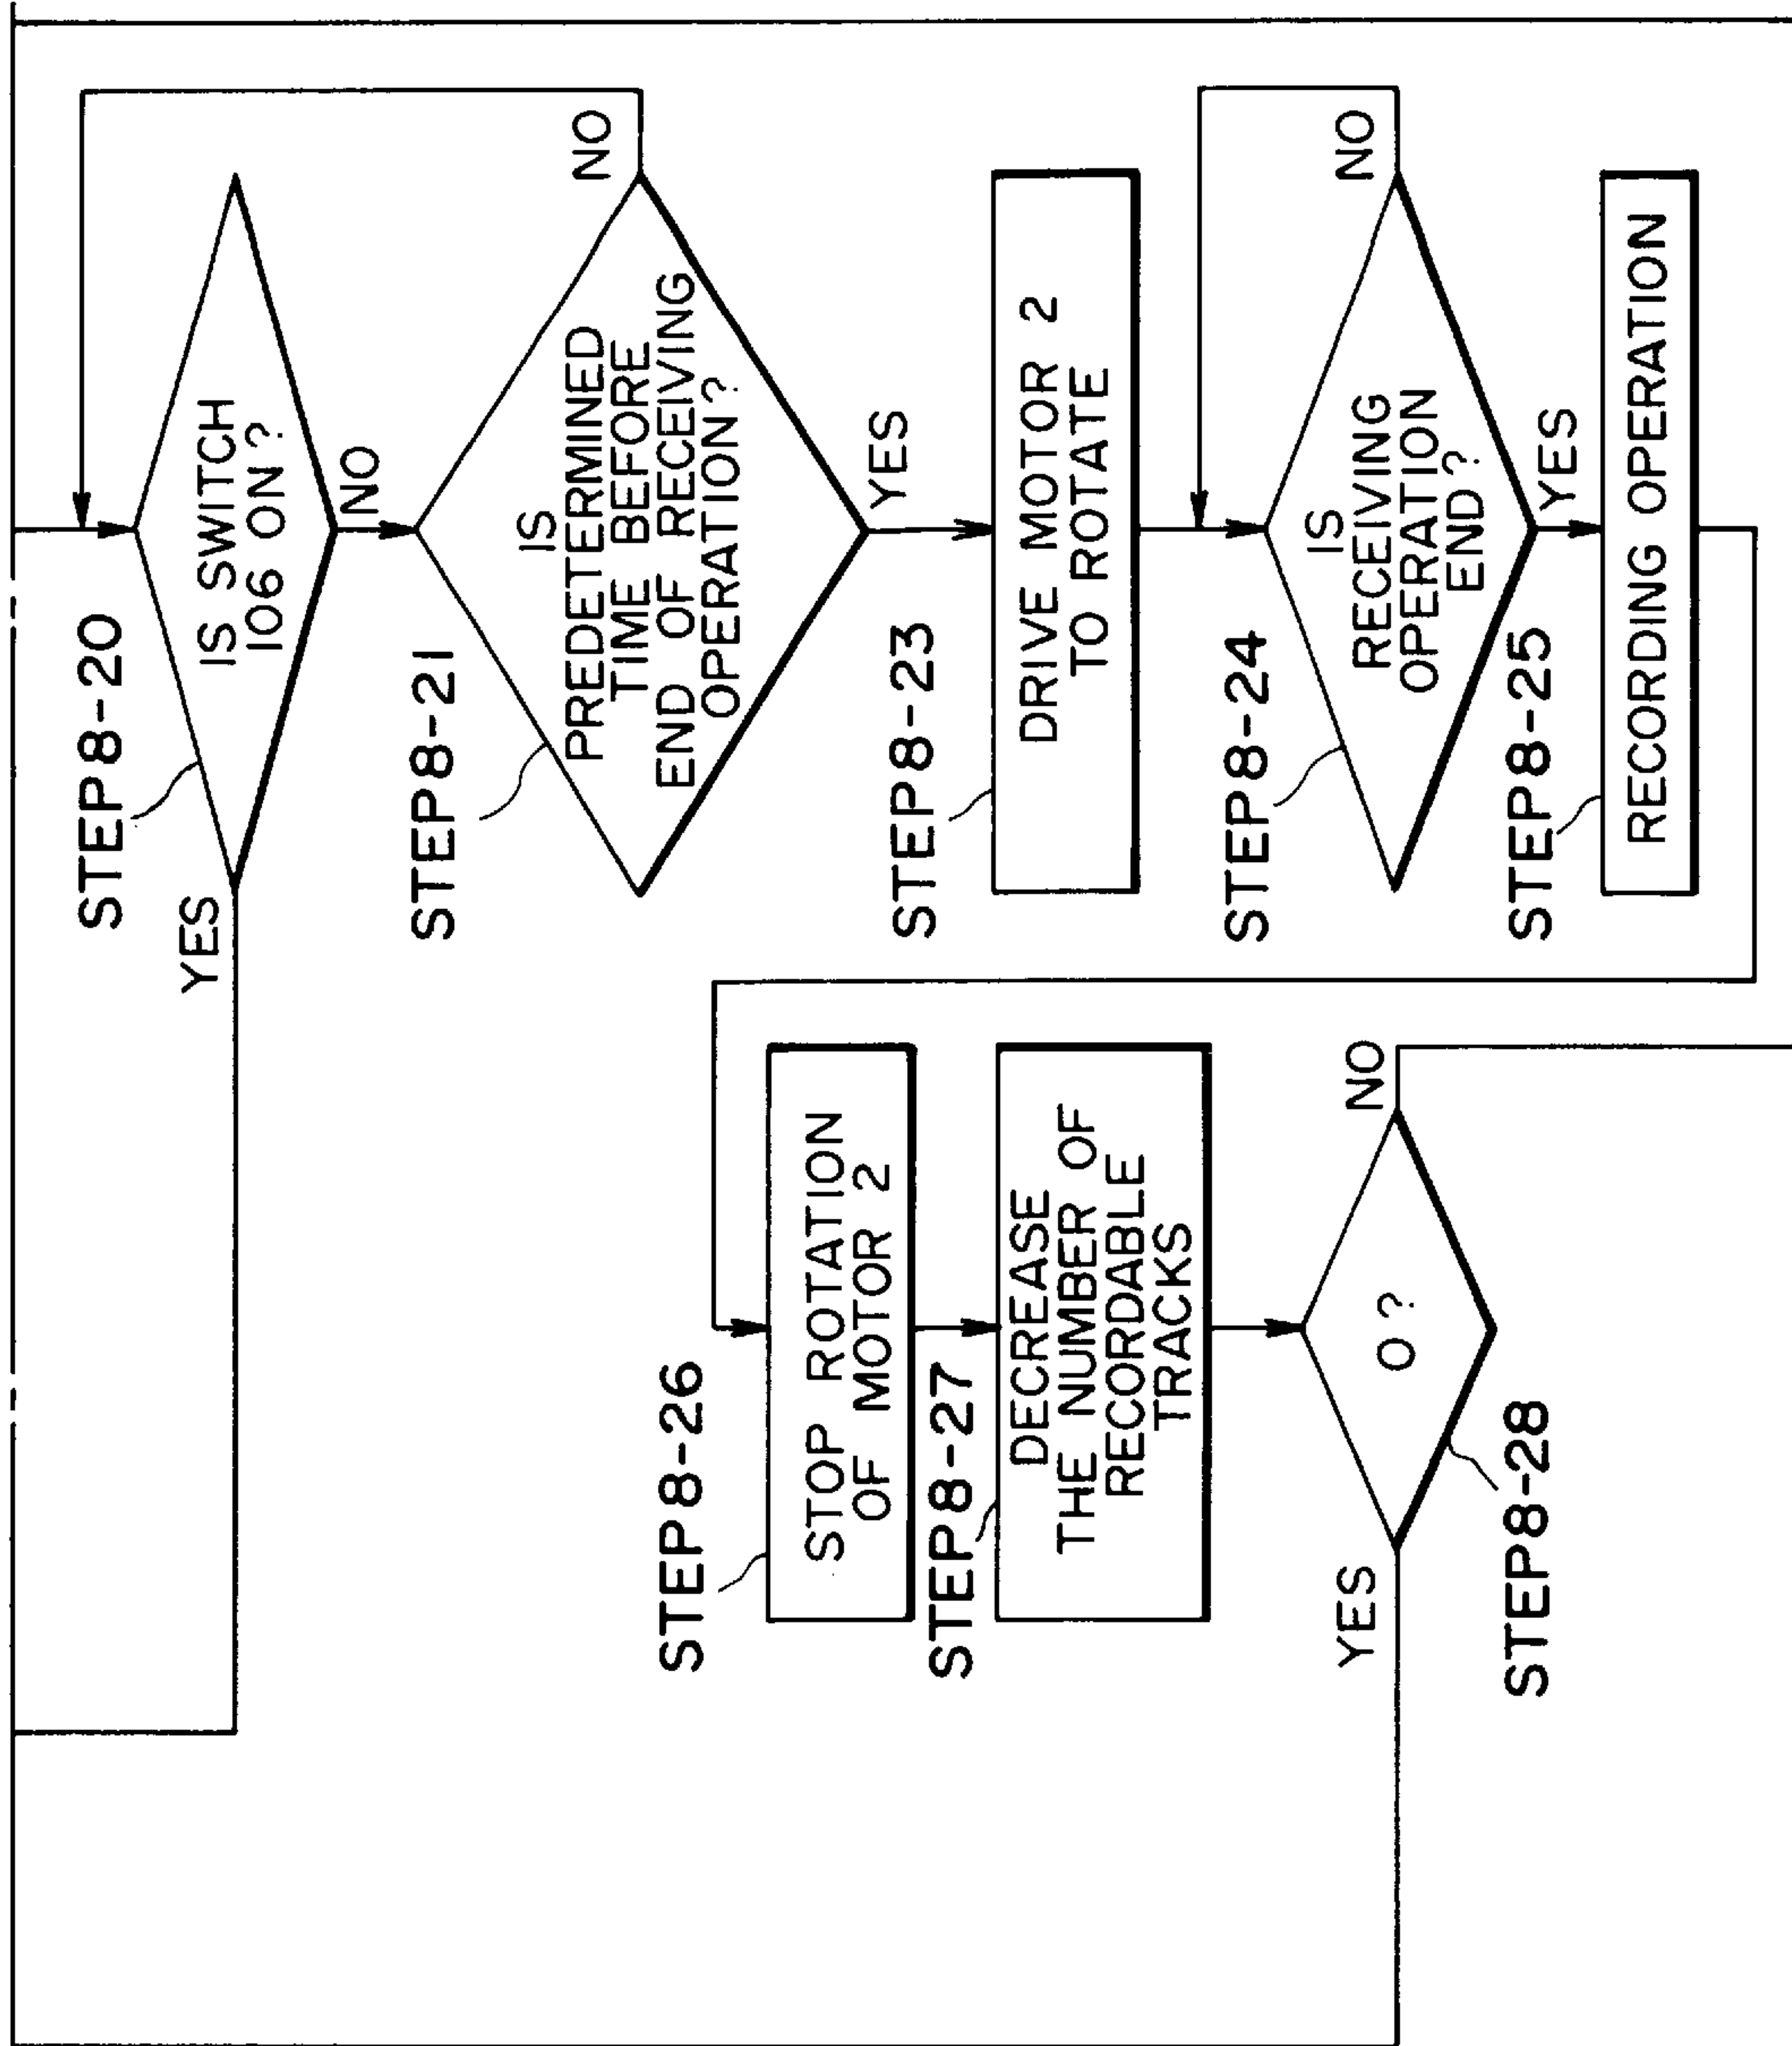 STEP8-20
IS SWITCH
106 ON?
YES
NO
STEP8-21
IS
PREDETERMINED
TIME BEFORE
END OF RECEIVING
OPERATION?
NO
YES
STEP8-23
DRIVE MOTOR 2
TO ROTATE
STEP8-24
IS
RECEIVING
OPERATION
END?
NO
YES
STEP8-25
RECORDING OPERATION
STEP8-26
STOP ROTATION
OF MOTOR 2
STEP8-27
DECREASE
THE NUMBER OF
RECORDABLE
TRACKS
0?
NO
YES
STEP8-28